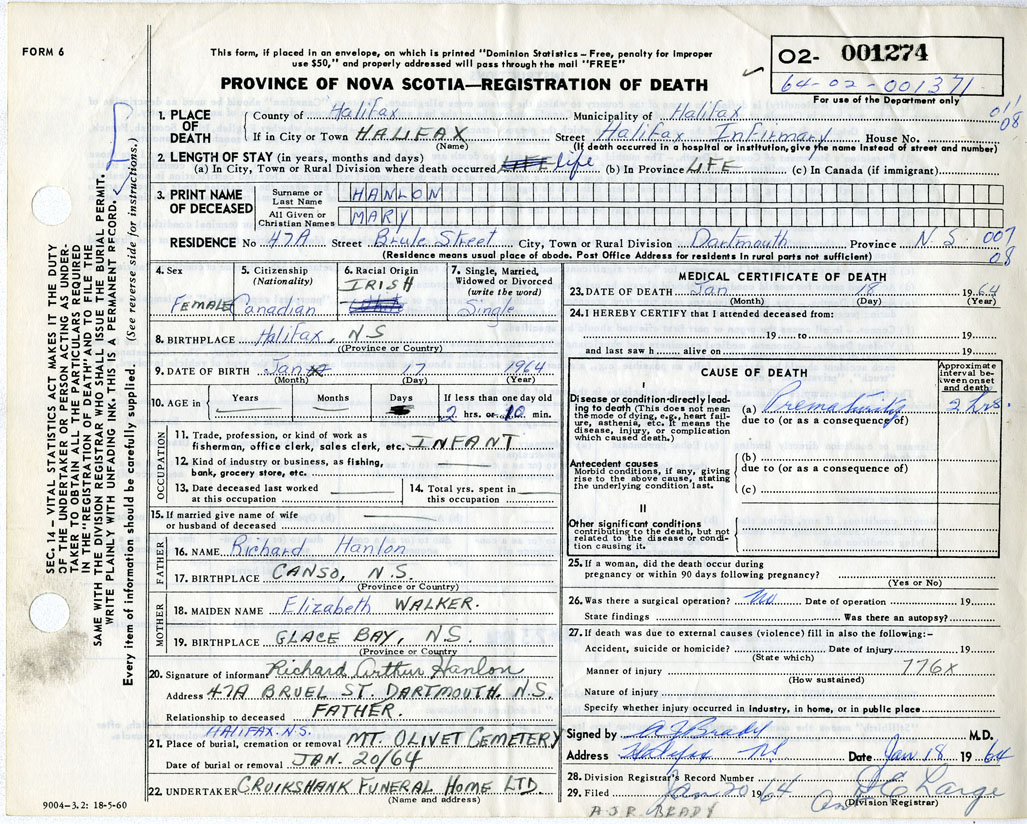 FORM 6
This form, if placed in an envelope, on which is printed "Dominion Statistics – Free, penalty for improper
use $50," and properly addressed will pass through the mail "FREE"
PROVINCE OF NOVA SCOTIA—REGISTRATION OF DEATH
02- 001274
64-02-001371
For use of the Department only
1. PLACE OF DEATH
County of Halifax Municipality of Halifax 011
08
If in City or Town HALIFAX Street Halifax Infirmary House No.
(Name) (If death occurred in a hospital or institution, give the name instead of street and number)
2. LENGTH OF STAY (in years, months and days)
(a) In City, Town or Rural Division where death occurred LIFE life (b) In Province LIFE (c) In Canada (if immigrant)
3. PRINT NAME OF DECEASED
Surname or Last Name HANLON
All Given or Christian Names MARY
RESIDENCE No 47A Street Brule Street City, Town or Rural Division Dartmouth Province N.S. 007
08
(Residence means usual place of abode. Post Office Address for residents in rural parts not sufficient)
SEC. 14 – VITAL STATISTICS ACT MAKES IT THE DUTY
OF THE UNDERTAKER OR PERSON ACTING AS UNDER-
TAKER TO OBTAIN ALL THE PARTICULARS REQUIRED
IN THE "REGISTRATION OF DEATH" AND TO FILE THE
SAME WITH THE DIVISION REGISTRAR WHO SHALL ISSUE THE BURIAL PERMIT.
WRITE PLAINLY WITH UNFADING INK. THIS IS A PERMANENT RECORD.
Every item of information should be carefully supplied. (See reverse side for instructions.)
4. Sex
Female
5. Citizenship
(Nationality)
Canadian
6. Racial Origin
IRISH
7. Single, Married,
Widowed or Divorced
(write the word)
Single
8. BIRTHPLACE Halifax, N.S
(Province or Country)
9. DATE OF BIRTH Jan 17 1964
(Month) (Day) (Year)
10. AGE in
Years Months Days If less than one day old
2 hrs. or 10 min.
OCCUPATION
11. Trade, profession, or kind of work as
fisherman, office clerk, sales clerk, etc. INFANT
12. Kind of industry or business, as fishing,
bank, grocery store, etc.
13. Date deceased last worked
at this occupation
14. Total yrs. spent in
this occupation
15. If married give name of wife
or husband of deceased
FATHER
16. NAME. Richard Hanlon
17. BIRTHPLACE CANSO, N.S.
(Province or Country)
MOTHER
18. MAIDEN NAME Elizabeth WALKER.
19. BIRTHPLACE GLACE BAY, N.S.
(Province or Country)
20. Signature of informant Richard Arthur Hanlon
Address 47A BRUEL ST. DARTMOUTH. N.S.
Relationship to deceased FATHER.
HALIFAX. N.S.
21. Place of burial, cremation or removal MT. OLIVET CEMETERY
Date of burial or removal JAN. 20/64
22. UNDERTAKER CRUIKSHANK FUNERAL HOME LTD.
(Name and address)
9004–3.2: 18-5-60
MEDICAL CERTIFICATE OF DEATH
23. DATE OF DEATH Jan 18 1964
(Month) (Day) (Year)
24. I HEREBY CERTIFY that I attended deceased from:
19 to 19
and last saw h alive on 19
CAUSE OF DEATH
Approximate
interval be-
tween onset
and death
I
Disease or condition-directly lead-
ing to death (This does not mean
the mode of dying, e.g., heart fail-
ure, asthenia, etc. It means the
disease, injury, or complication
which caused death.)
(a) Prematurity 2 hrs.
due to (or as a consequence of)
Antecedent causes
Morbid conditions, if any, giving
rise to the above cause, stating
the underlying condition last.
(b)
due to (or as a consequence of)
(c)
II
Other significant conditions
contributing to the death, but not
related to the disease or condi-
tion causing it.
25. If a woman, did the death occur during
pregnancy or within 90 days following pregnancy?
(Yes or No)
26. Was there a surgical operation? No Date of operation 19
State findings Was there an autopsy?
27. If death was due to external causes (violence) fill in also the following:–
Accident, suicide or homicide? Date of injury 19
(State which)
Manner of injury 776X
(How sustained)
Nature of injury
Specify whether injury occurred in Industry, in home, or in public place
Signed by A J Brady M.D.
Address Halifax NS Date Jan 18 1964
28. Division Registrar's Record Number
29. Filed Jan 20 1964 D E Large
(Division Registrar)
A.J.R. BRADY